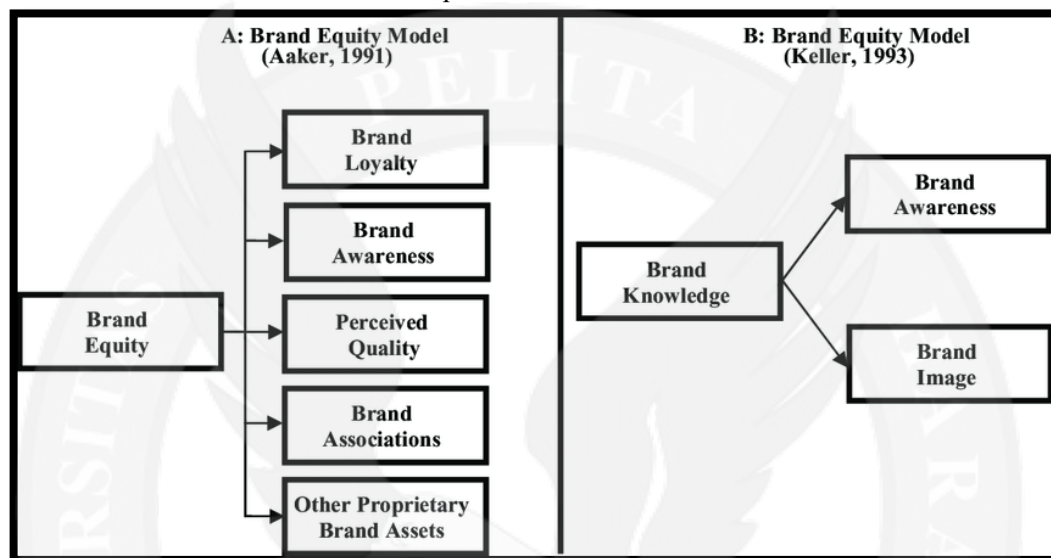 A: Brand Equity Model
(Aaker, 1991)
Brand
Loyalty
Brand
Awareness
Brand
Equity
Perceived
Quality
Brand
Associations
Other Proprietary
Brand Assets
B: Brand Equity Model
(Keller, 1993)
Brand
Knowledge
Brand
Awareness
Brand
Image
PELITA